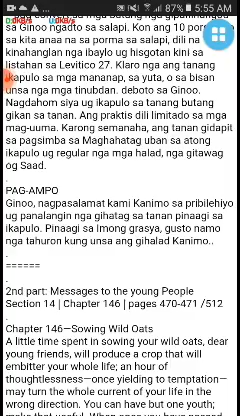 87% 5:55 AM
0kB/s 0kB/s
sa Ginoo ngadto sa salapi. Kon ang 10 porsyento
sa kita anaa na sa porma sa salapi, dili na
kinahanglan nga ibaylo ug hisgotan kini sa
listahan sa Levitico 27. Klaro nga ang tanang
ikapulo sa mga mananap, sa yuta, o sa bisan
unsa nga mga tinubdan. deboto sa Ginoo.
Nagdahom siya ug ikapulo sa tanang butang
gikan sa tanan. Ang praktis dili limitado sa mga
mag-uuma. Karong semanaha, ang tanan gidapit
sa pagsimba sa Maghahatag uban sa atong
ikapulo ug regular nga mga halad, nga gitawag
og Saad.
.
PAG-AMPO
Ginoo, nagpasalamat kami Kanimo sa pribilehiyo
ug panalangin nga gihatag sa tanan pinaagi sa
ikapulo. Pinaagi sa Imong grasya, gusto namo
nga tahuron kung unsa ang gihalad Kanimo..
.
======
.
2nd part: Messages to the young People
Section 14 | Chapter 146 | pages 470-471 /512
.
Chapter 146—Sowing Wild Oats
A little time spent in sowing your wild oats, dear
young friends, will produce a crop that will
embitter your whole life; an hour of
thoughtlessness—once yielding to temptation—
may turn the whole current of your life in the
wrong direction. You can have but one youth;